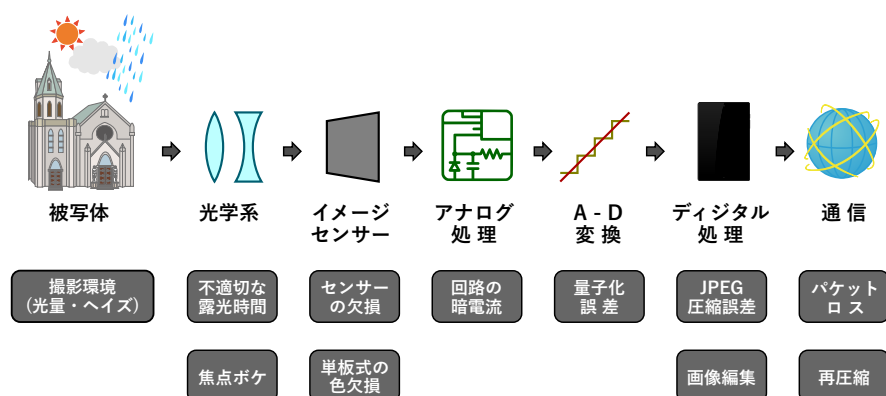 被写体
光学系
イメージ
センサー
アナログ
処 理
A - D
変 換
ディジタル
処 理
通 信
撮影環境
(光量・ヘイズ)
不適切な
露光時間
センサー
の欠損
回路の
暗電流
量子化
誤 差
JPEG
圧縮誤差
パケット
ロ ス
焦点ボケ
単板式の
色欠損
画像編集
再圧縮